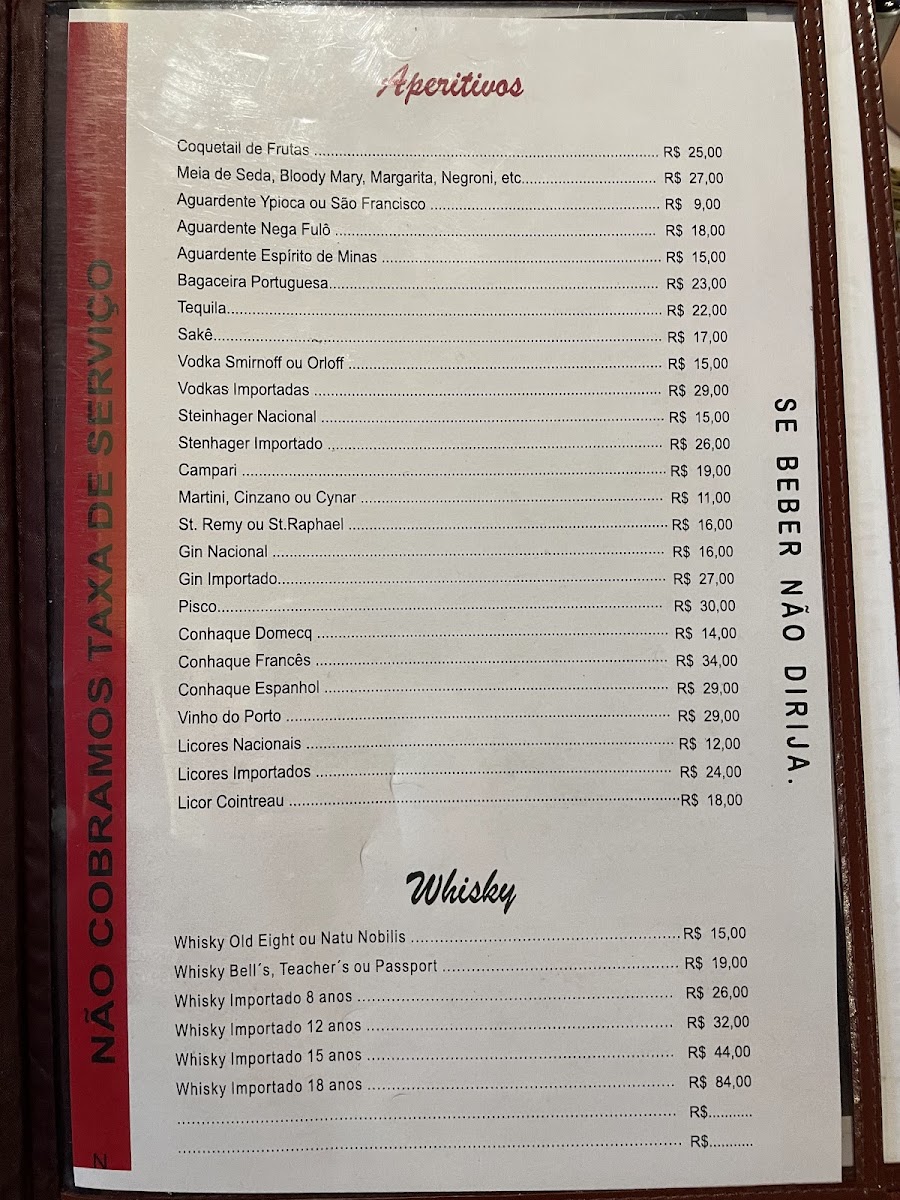 Aperitivos
Coquetail de Frutas ........ R$ 25,00
Meia de Seda, Bloody Mary, Margarita, Negroni, etc........ R$ 27,00
Aguardente Ypioca ou São Francisco ........ R$ 9,00
Aguardente Nega Fulô ........ R$ 18,00
Aguardente Espírito de Minas ........ R$ 15,00
Bagaceira Portuguesa........ R$ 23,00
Tequila........ R$ 22,00
Sakê........ R$ 17,00
Vodka Smirnoff ou Orloff ........ R$ 15,00
Vodkas Importadas ........ R$ 29,00
Steinhager Nacional ........ R$ 15,00
Stenhager Importado ........ R$ 26,00
Campari ........ R$ 19,00
Martini, Cinzano ou Cynar ........ R$ 11,00
St. Remy ou St.Raphael ........ R$ 16,00
Gin Nacional ........ R$ 16,00
Gin Importado........ R$ 27,00
Pisco........ R$ 30,00
Conhaque Domecq ........ R$ 14,00
Conhaque Francês ........ R$ 34,00
Conhaque Espanhol ........ R$ 29,00
Vinho do Porto ........ R$ 29,00
Licores Nacionais ........ R$ 12,00
Licores Importados ........ R$ 24,00
Licor Cointreau ........ R$ 18,00
Whisky
Whisky Old Eight ou Natu Nobilis ........ R$ 15,00
Whisky Bell´s, Teacher´s ou Passport ........ R$ 19,00
Whisky Importado 8 anos ........ R$ 26,00
Whisky Importado 12 anos ........ R$ 32,00
Whisky Importado 15 anos ........ R$ 44,00
Whisky Importado 18 anos ........ R$ 84,00
........ R$...........
........ R$...........
NÃO COBRAMOS TAXA DE SERVIÇO
N
SE BEBER NÃO DIRIJA.